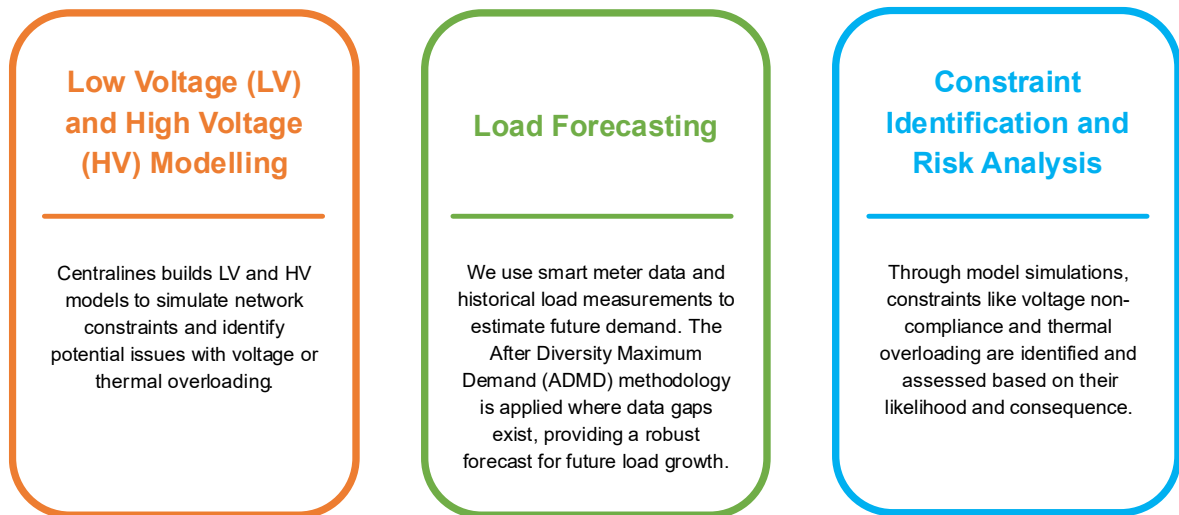 Low Voltage (LV)
and High Voltage
(HV) Modelling
Centralines builds LV and HV
models to simulate network
constraints and identify
potential issues with voltage or
thermal overloading.
Load Forecasting
We use smart meter data and
historical load measurements to
estimate future demand. The
After Diversity Maximum
Demand (ADMD) methodology
is applied where data gaps
exist, providing a robust
forecast for future load growth.
Constraint
Identification and
Risk Analysis
Through model simulations,
constraints like voltage non-
compliance and thermal
overloading are identified and
assessed based on their
likelihood and consequence.